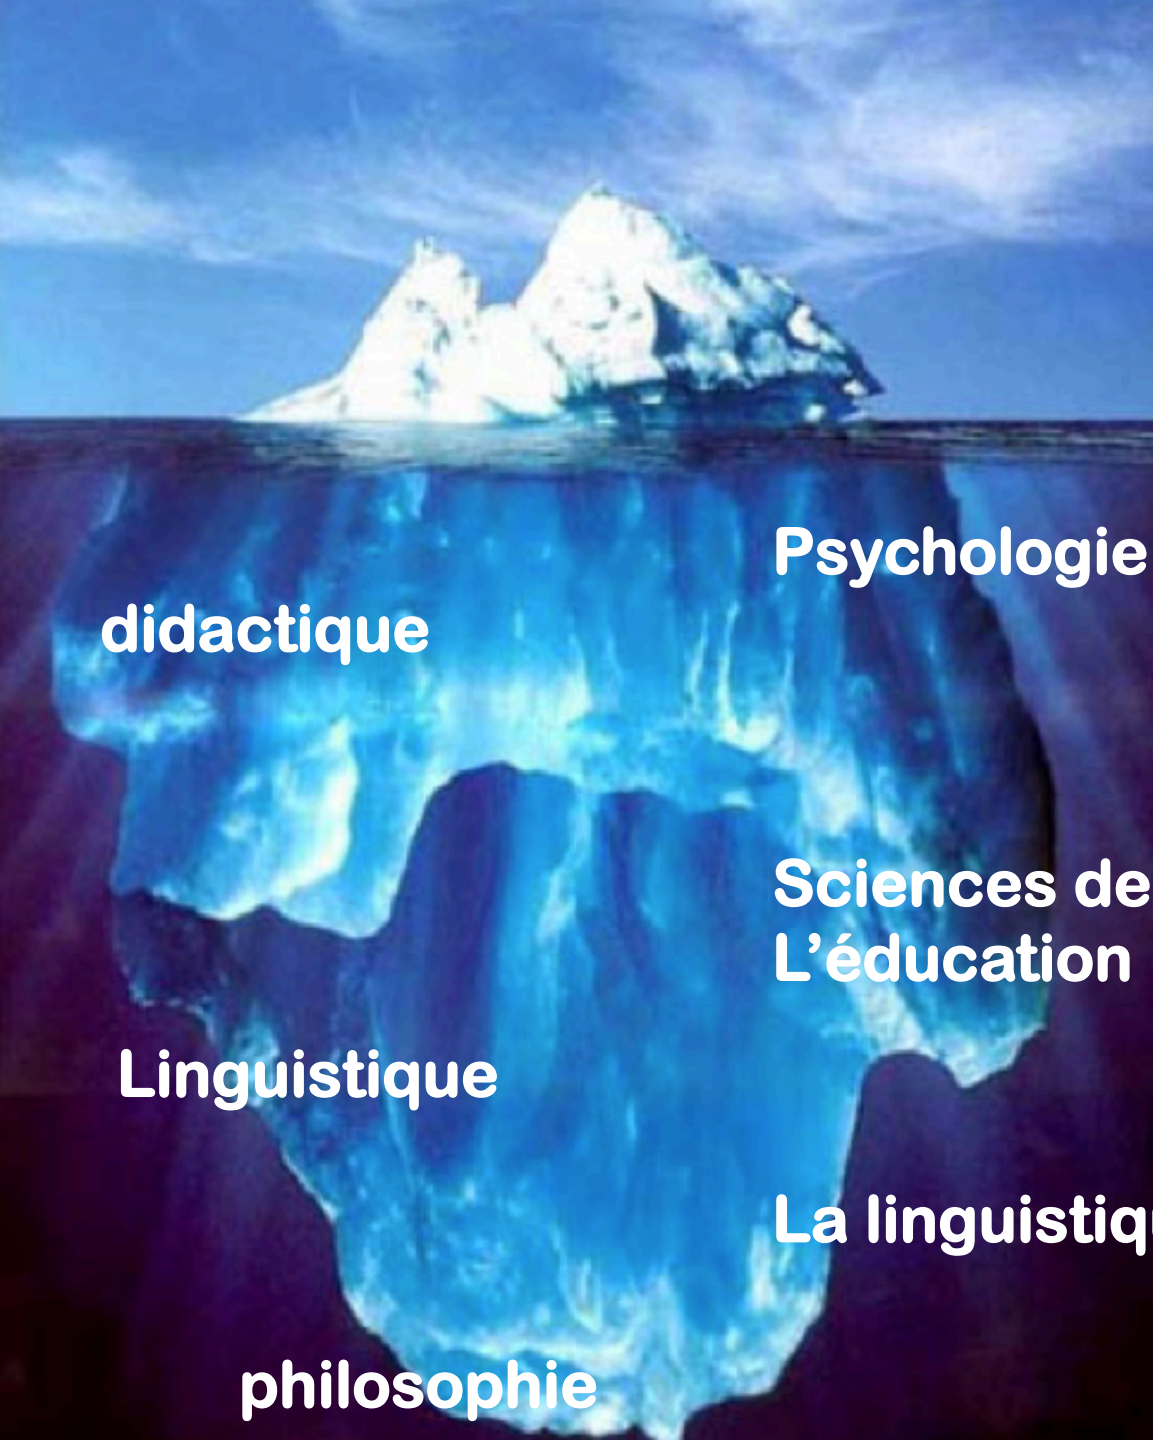 Psychologie
didactique
Sciences de
L’éducation
Linguistique
La linguistiq
philosophie